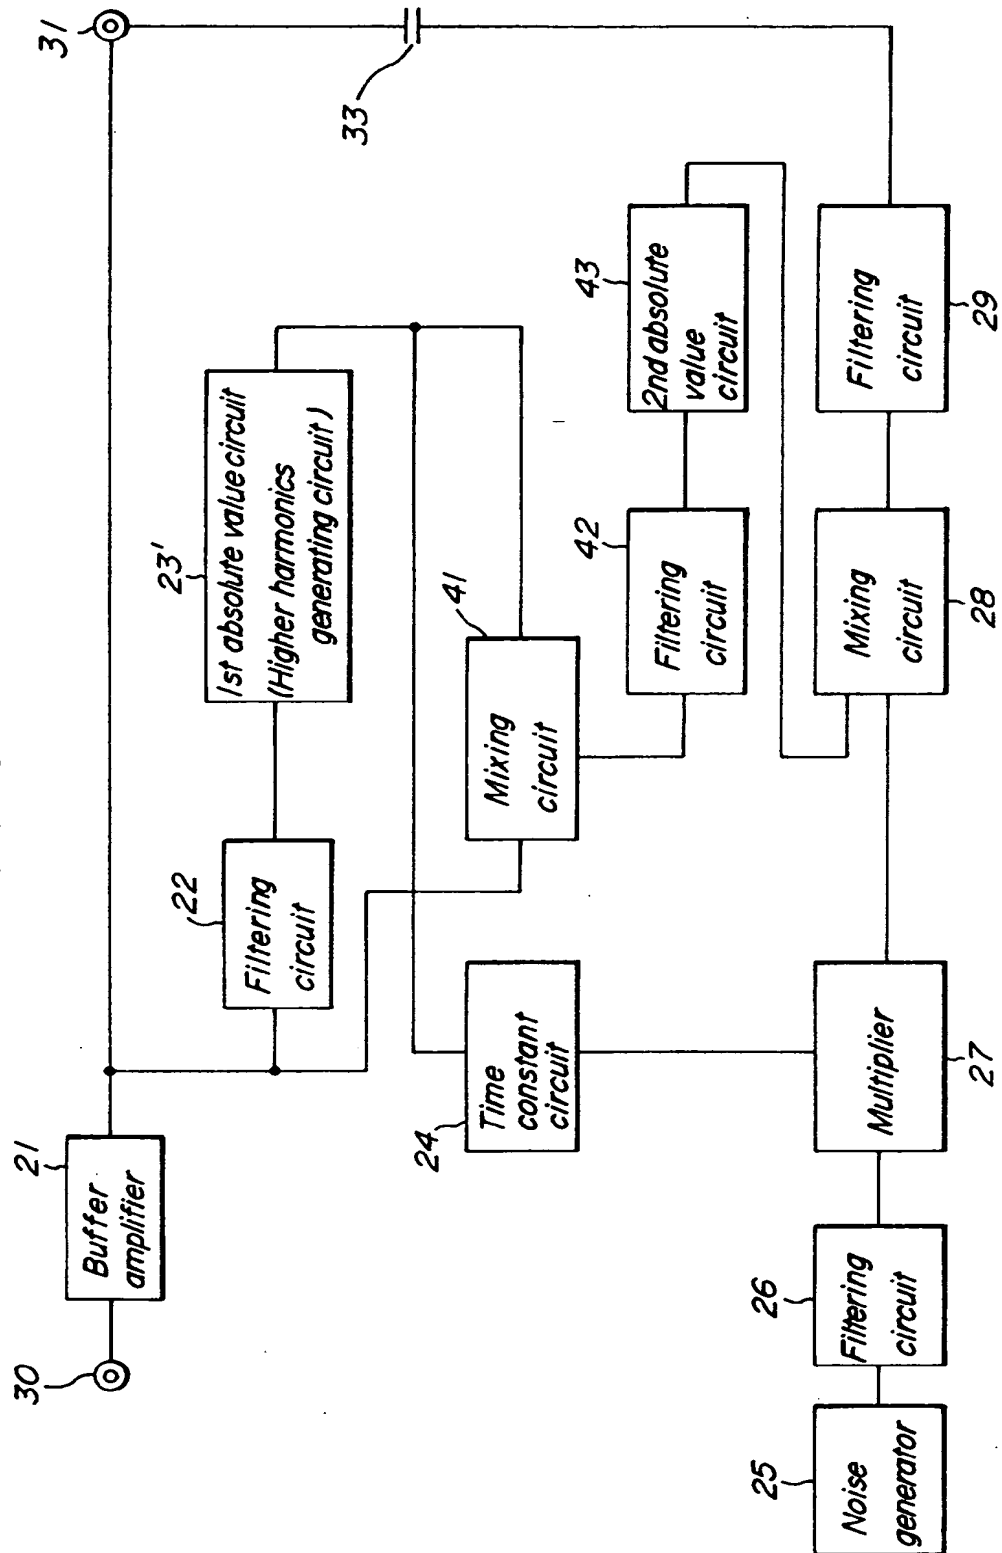 30
21
Buffer
amplifier
31
22
Filtering
circuit
23'
1st absolute value circuit
(Higher harmonics
generating circuit)
33
24
Time
constant
circuit
41
Mixing
circuit
42
Filtering
circuit
43
2nd absolute
value
circuit
25
Noise
generator
26
Filtering
circuit
Multiplier
27
Mixing
circuit
28
Filtering
circuit
29